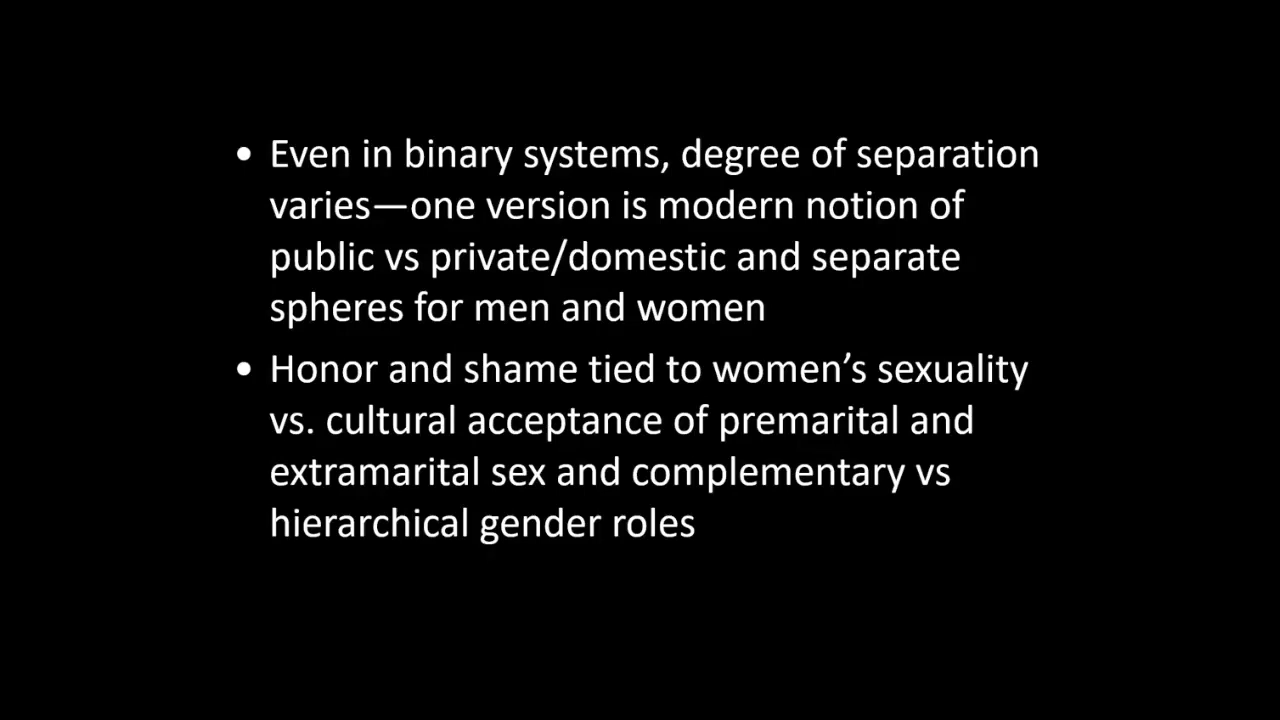 • Even in binary systems, degree of separation
varies—one version is modern notion of
public vs private/domestic and separate
spheres for men and women
• Honor and shame tied to women’s sexuality
vs. cultural acceptance of premarital and
extramarital sex and complementary vs
hierarchical gender roles